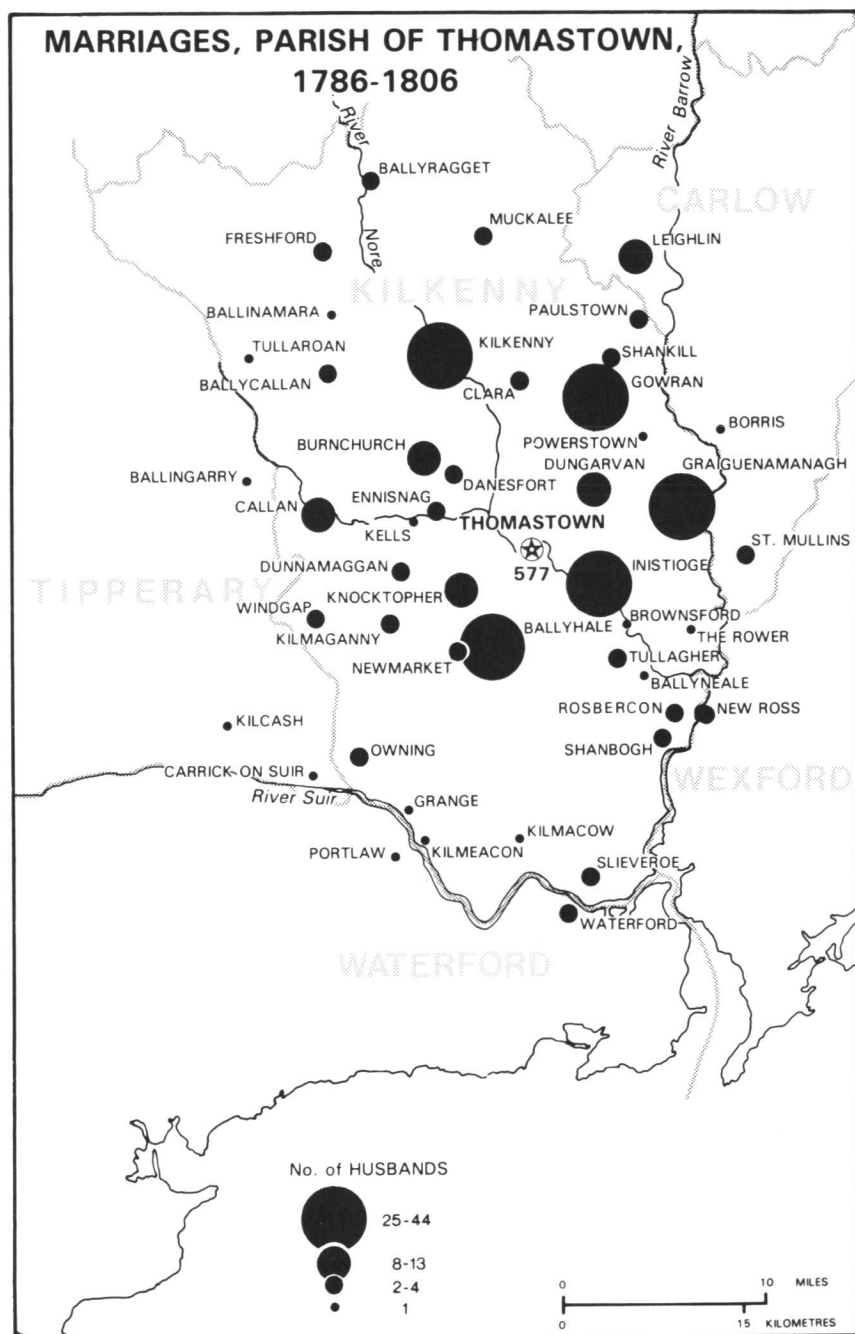 MARRIAGES, PARISH OF THOMASTOWN,
1786-1806
River
Nore
River Barrow
BALLYRAGGET
CARLOW
MUCKALEE
FRESHFORD
LEIGHLIN
KILKENNY
BALLINAMARA
PAULSTOWN
TULLAROAN
KILKENNY
SHANKILL
BALLYCALLAN
CLARA
GOWRAN
BORRIS
BURNCHURCH
POWERSTOWN
DUNGARVAN
GRAIGUENAMANAGH
BALLINGARRY
DANESFORT
ENNISNAG
CALLAN
THOMASTOWN
KELLS
ST. MULLINS
577
DUNNAMAGGAN
INISTIOGE
TIPPERARY
KNOCKTOPHER
WINDGAP
BROWNSFORD
KILMAGANNY
BALLYHALE
THE ROWER
NEWMARKET
TULLAGHER
BALLYNEALE
ROSBERCON
NEW ROSS
KILCASH
SHANBOGH
OWNING
CARRICK ON SUIR
WEXFORD
River Suir
GRANGE
KILMACOW
PORTLAW
KILMEACON
SLIEVEROE
WATERFORD
WATERFORD
No. of HUSBANDS
25-44
8-13
2-4
1
0 10 MILES
0 15 KILOMETRES